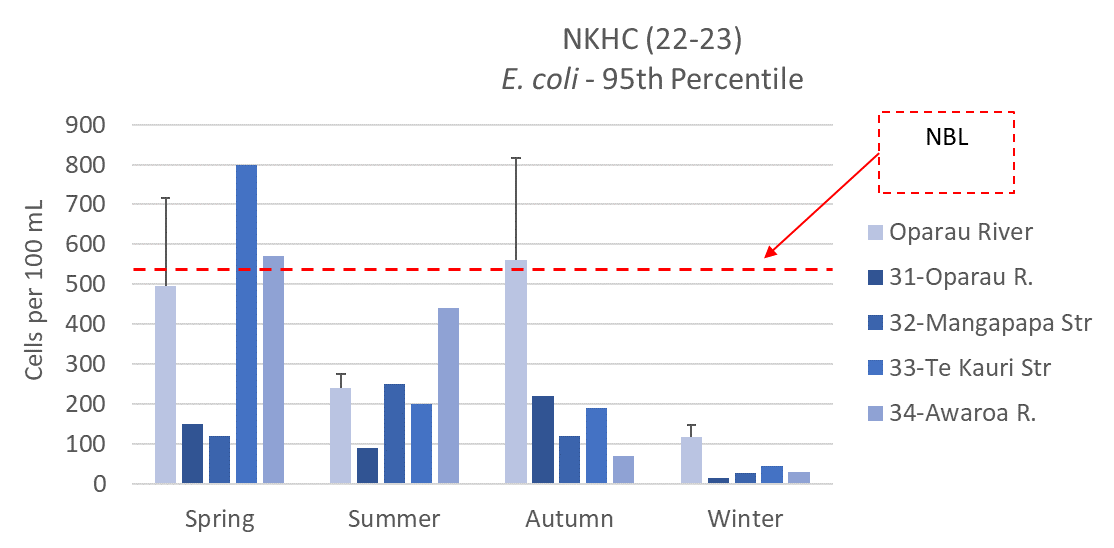 NKHC (22-23)
E. coli - 95th Percentile
900
800
700
600
500
400
300
200
100
0
Cells per 100 mL
Spring
Summer
Autumn
Winter
NBL
Oparau River
31-Oparau R.
32-Mangapapa Str
33-Te Kauri Str
34-Awaroa R.